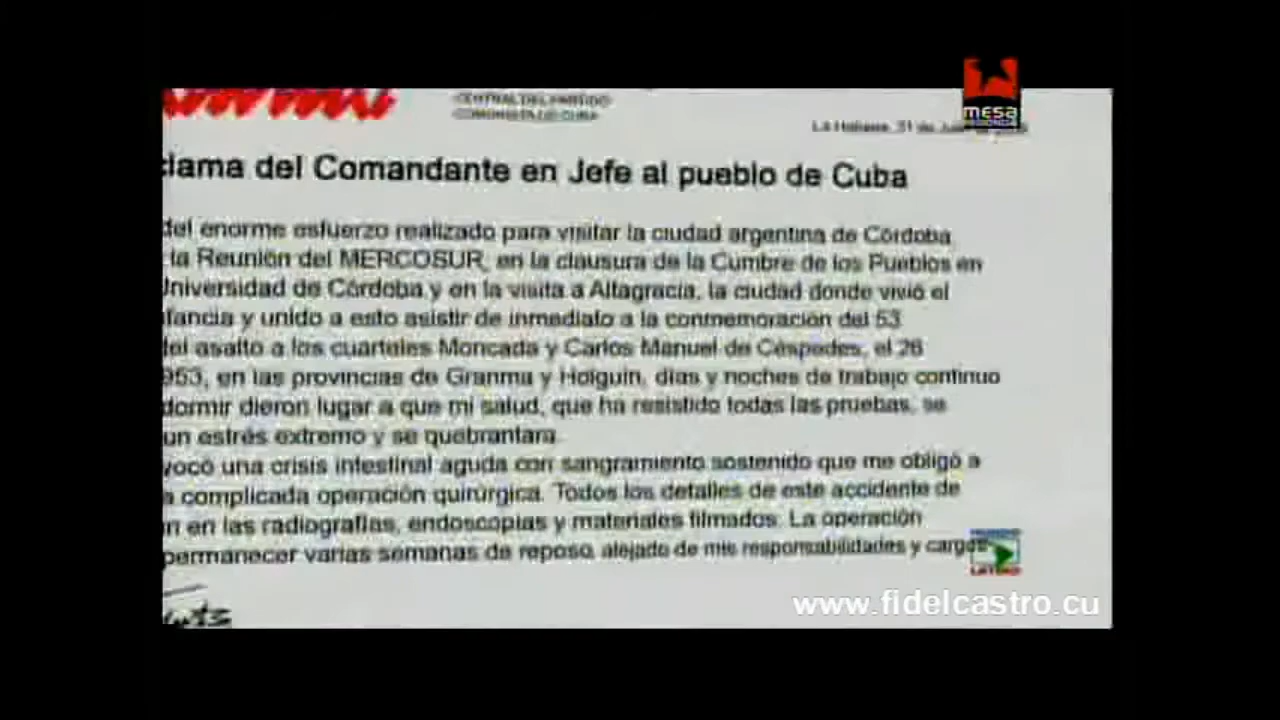 mesa
CENTRAL DEL PARTIDO
COMUNISTA DE CUBA
La Habana, 31 de
clama del Comandante en Jefe al pueblo de Cuba
del enorme esfuerzo realizado para visitar la ciudad argentina de Córdoba,
la Reunión del MERCOSUR, en la clausura de la Cumbre de los Pueblos en
Universidad de Córdoba y en la visita a Altagracia, la ciudad donde vivió el
fancia y unido a esto asistir de inmediato a la conmemoración del 53
del asalto a los cuarteles Moncada y Carlos Manuel de Céspedes, el 26
953, en las provincias de Granma y Holguín, días y noches de trabajo continuo
dormir dieron lugar a que mi salud, que ha resistido todas las pruebas, se
un estrés extremo y se quebrantara.
vocó una crisis intestinal aguda con sangramiento sostenido que me obligó a
a complicada operación quirúrgica. Todos los detalles de este accidente de
n en las radiografías, endoscopias y materiales filmados. La operación
permanecer varias semanas de reposo, alejado de mis responsabilidades y cargos
LATINO
www.fidelcastro.cu